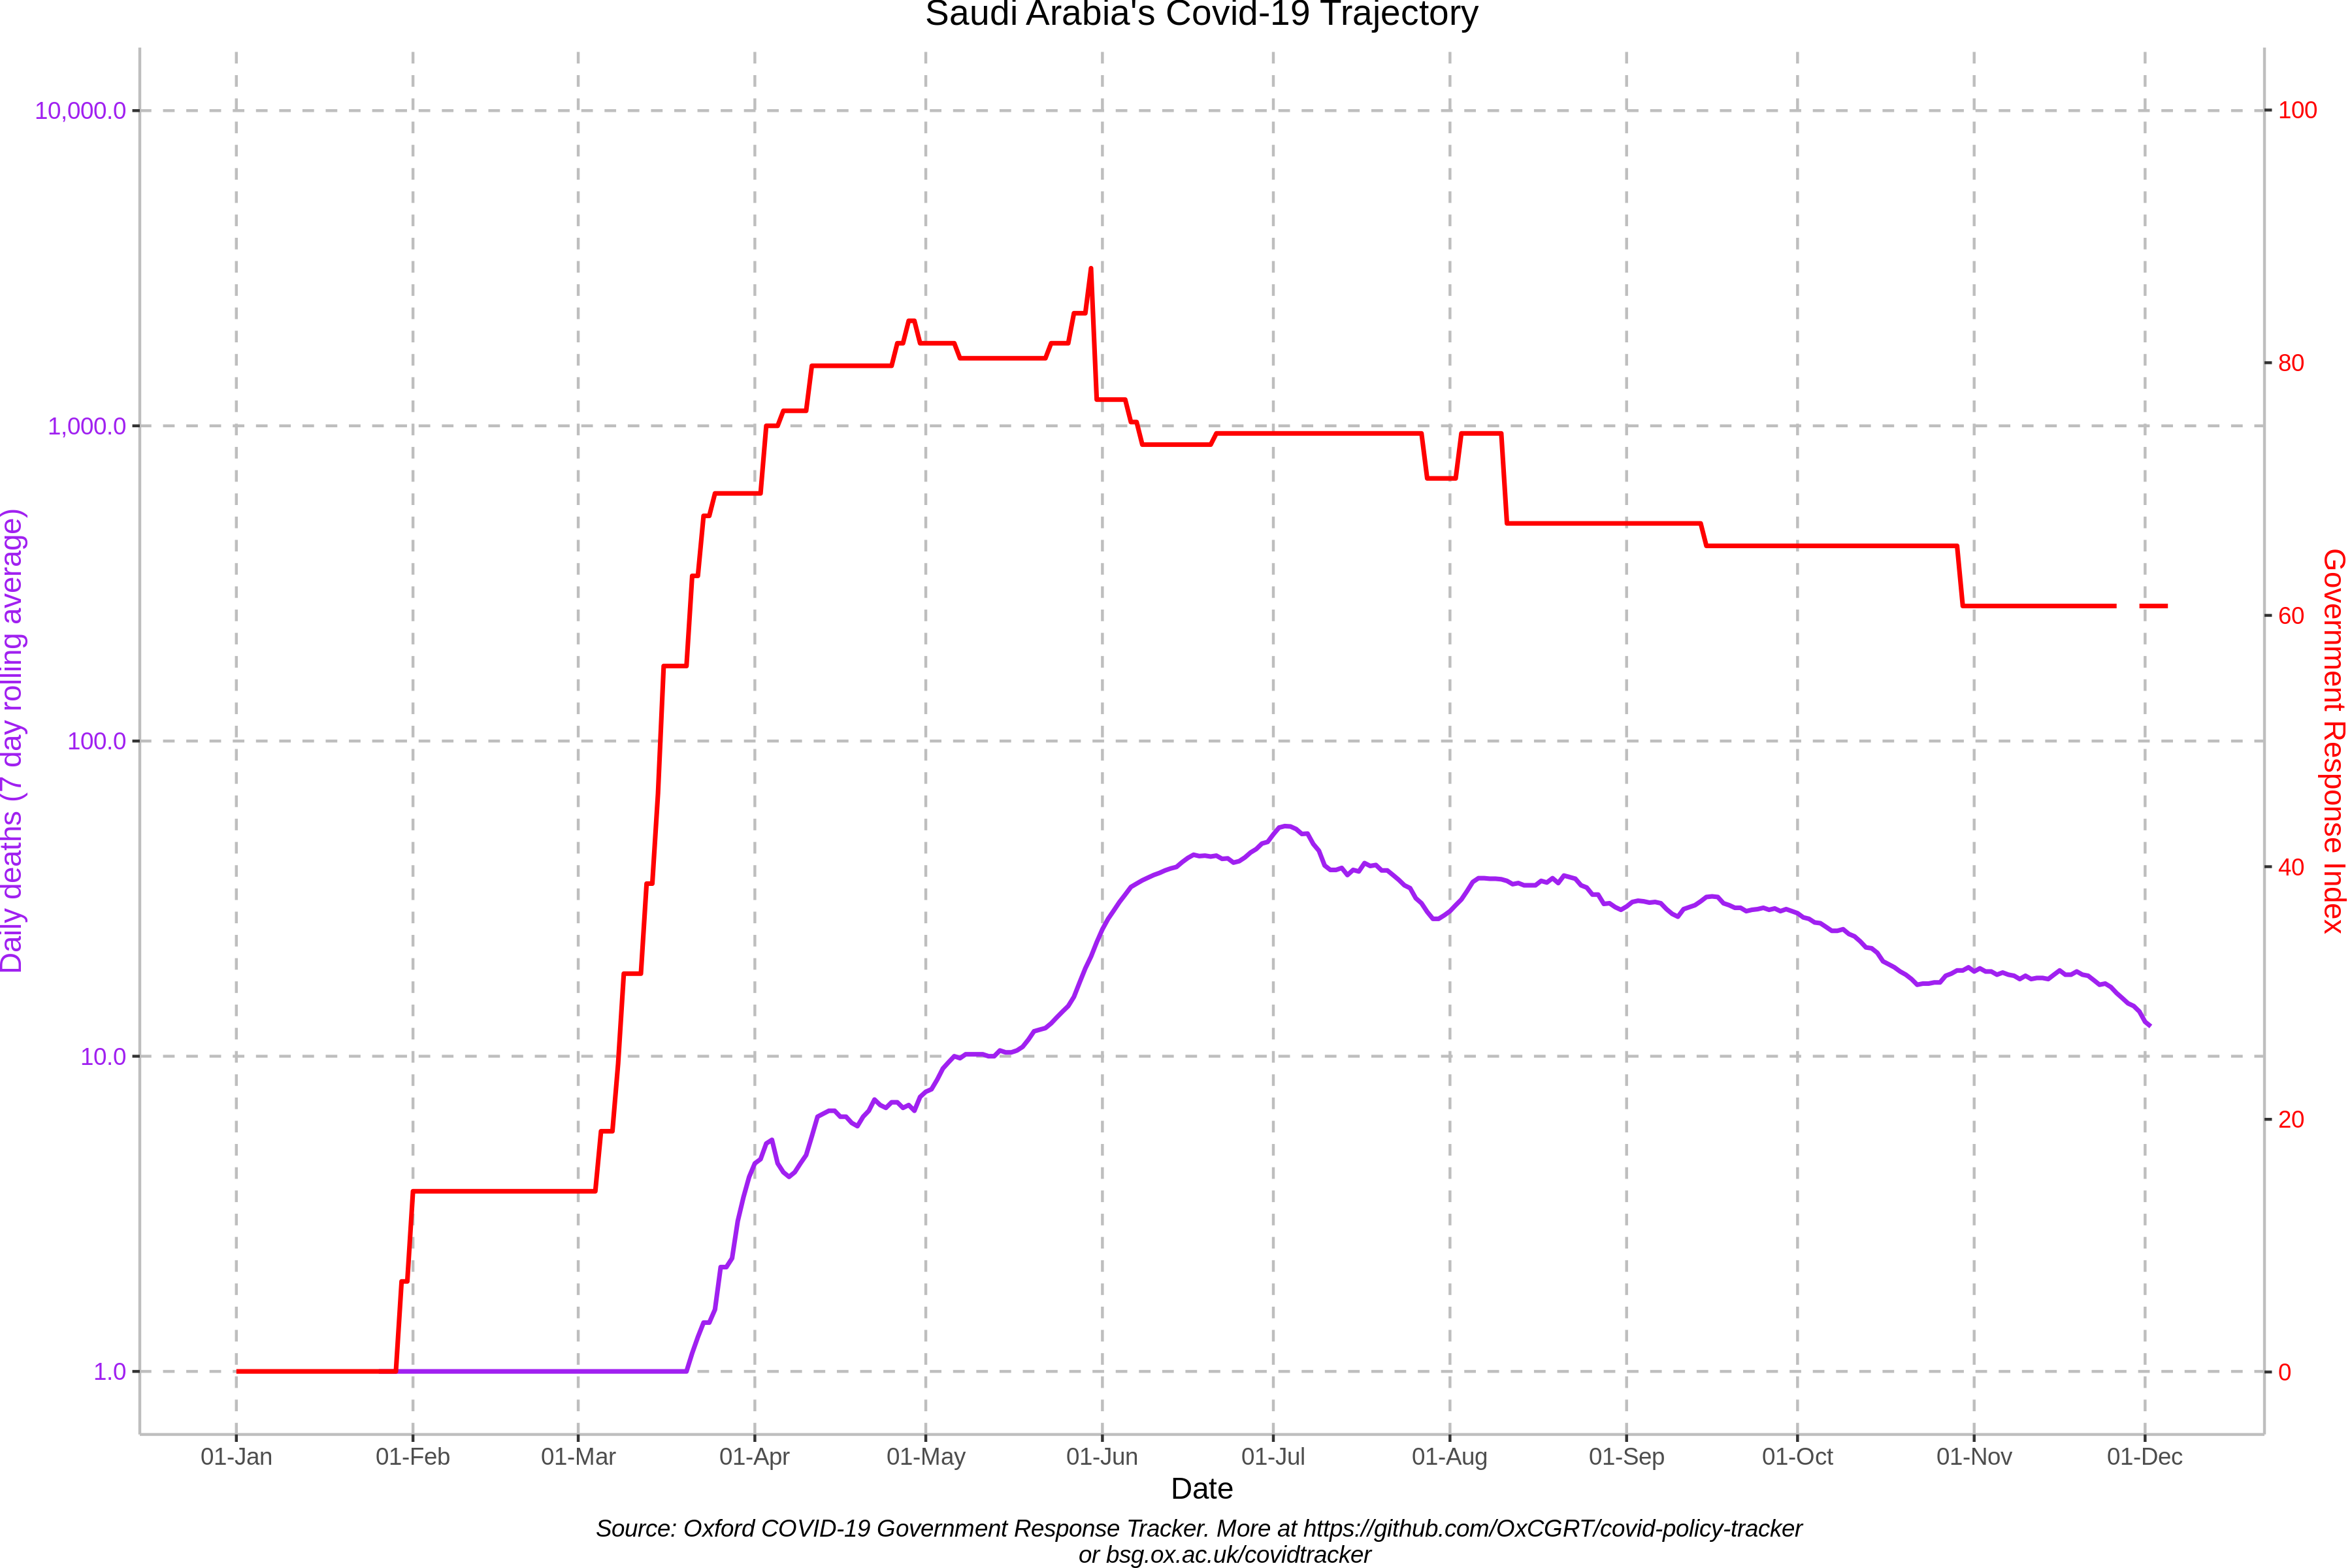 Saudi Arabia's Covid-19 Trajectory
10,000.0
1,000.0
100.0
10.0
1.0
Daily deaths (7 day rolling average)
100
80
60
40
20
0
Government Response Index
01-Jan 01-Feb 01-Mar 01-Apr 01-May 01-Jun 01-Jul 01-Aug 01-Sep 01-Oct 01-Nov 01-Dec
Date
Source: Oxford COVID-19 Government Response Tracker. More at https://github.com/OxCGRT/covid-policy-tracker
or bsg.ox.ac.uk/covidtracker